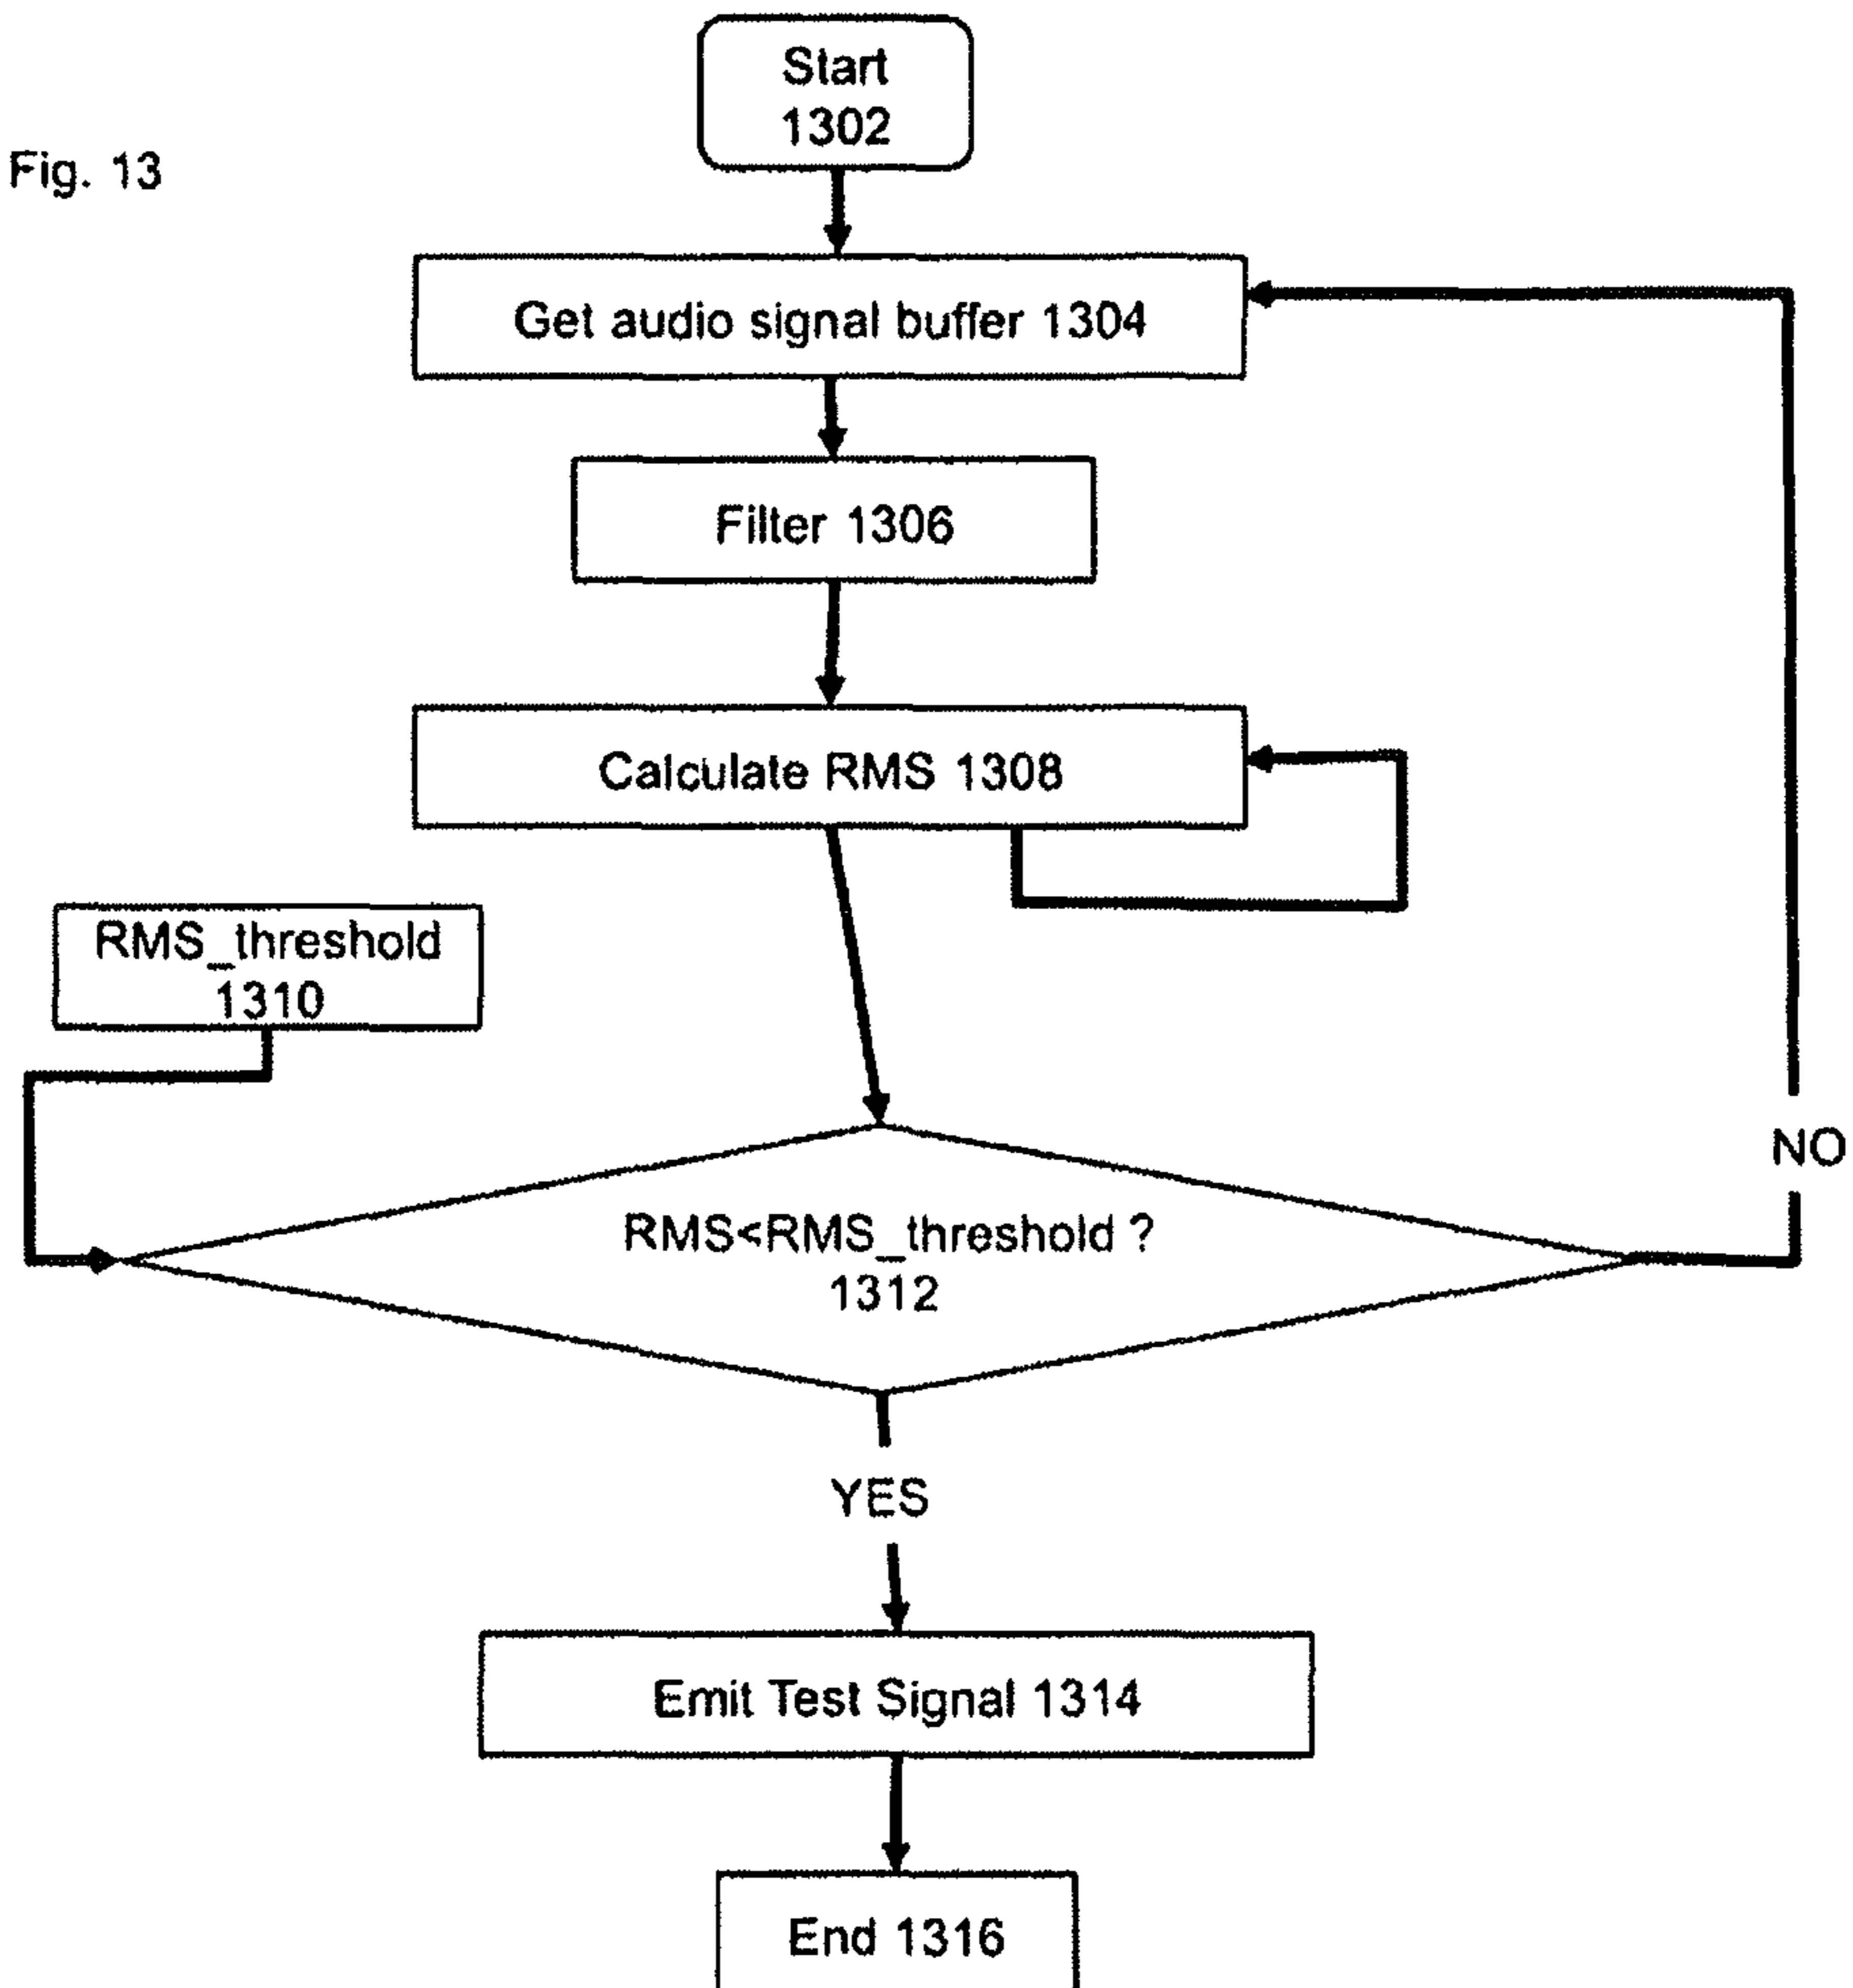 Start
1302
Fig. 13
Get audio signal buffer 1304
Filter 1306
Calculate RMS 1308
RMS_threshold
1310
NO
RMS<RMS_threshold ?
1312
YES
Emit Test Signal 1314
End 1316